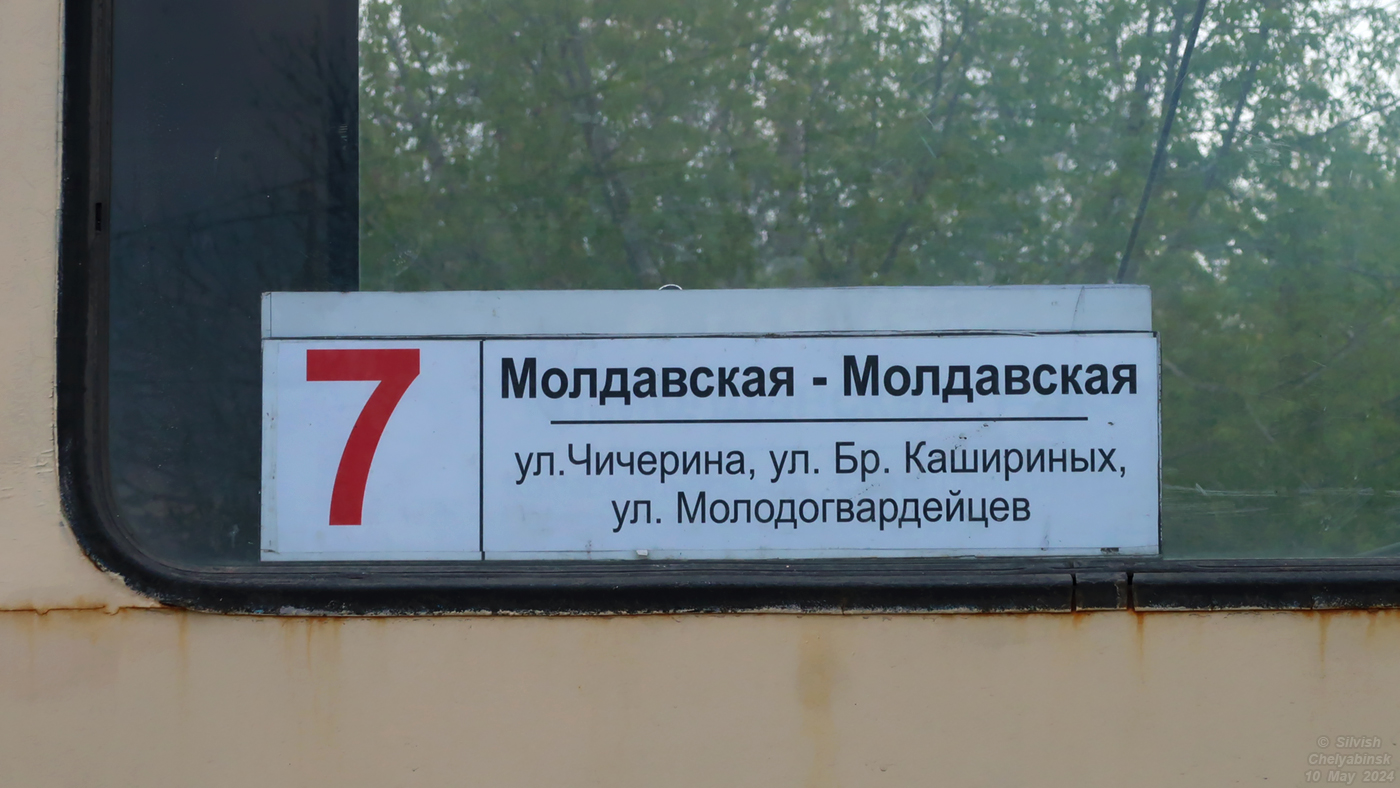 7
Молдавская - Молдавская
ул.Чичерина, ул. Бр. Кашириных,
ул. Молодогвардейцев
© Silvish
Chelyabinsk
10 May 2024